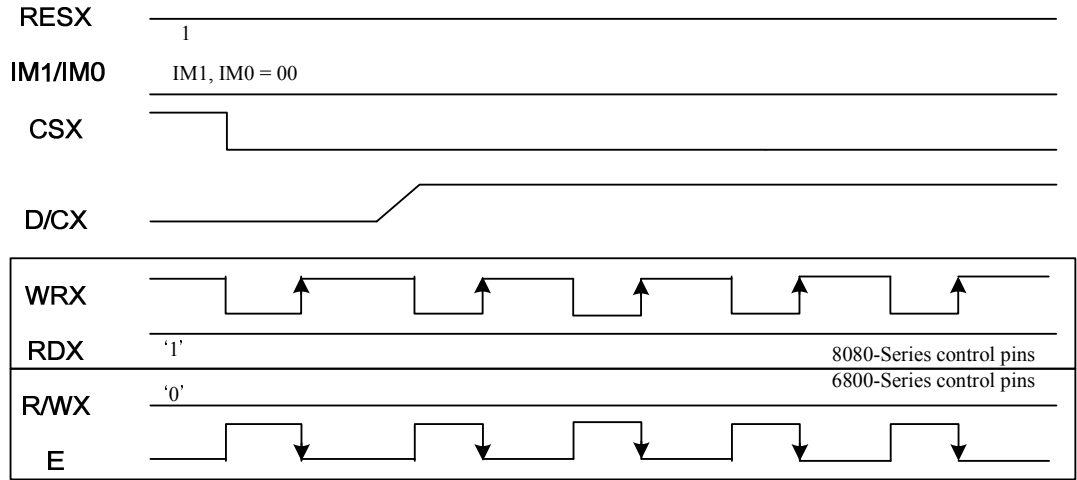 RESX
1
IM1/IM0
IM1, IM0 = 00
CSX
D/CX
WRX
RDX
‘1’
8080-Series control pins
6800-Series control pins
R/WX
‘0’
E